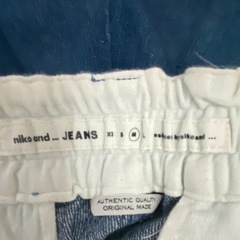 niko and ... JEANS XS S M L
AUTHENTIC QUALITY
ORIGINAL MADE